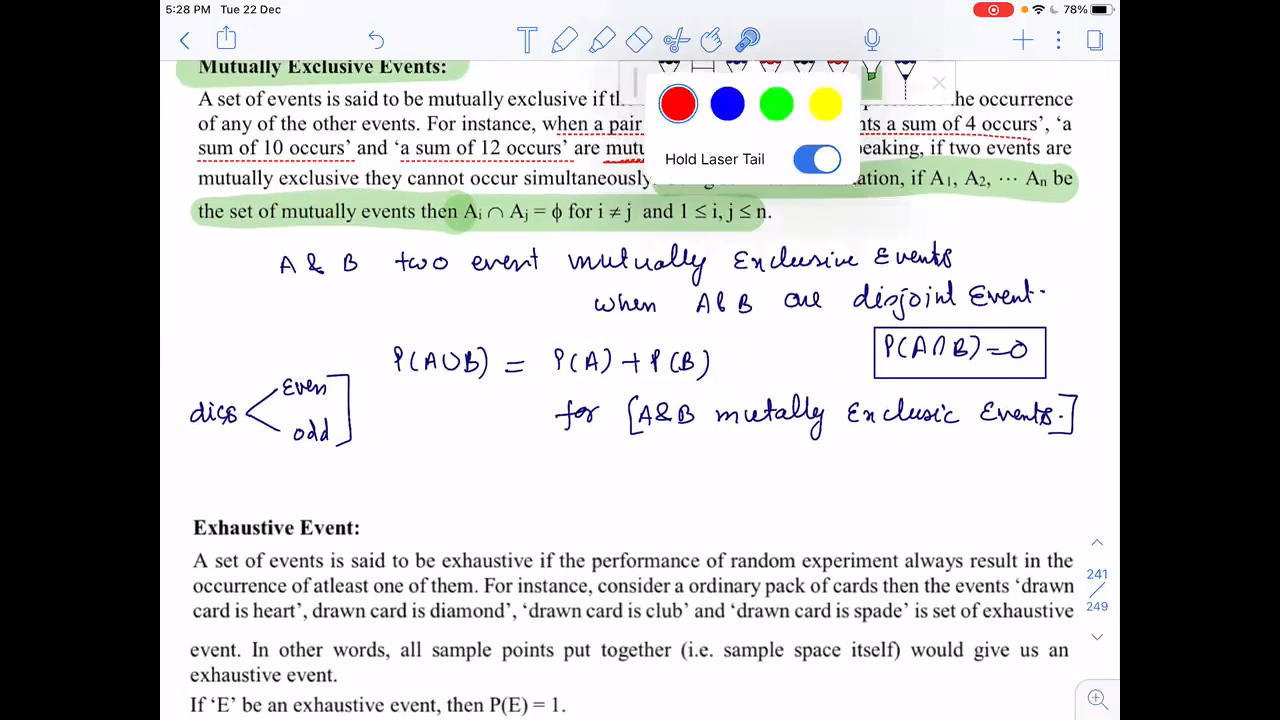 5:28 PM Tue 22 Dec 78%
T
Mutually Exclusive Events:
A set of events is said to be mutually exclusive if the he occurrence
of any of the other events. For instance, when a pair nts a sum of 4 occurs', 'a
sum of 10 occurs' and 'a sum of 12 occurs' are mutu eaking, if two events are
mutually exclusive they cannot occur simultaneously. ation, if A₁, A₂, ⋯ Aₙ be
the set of mutually events then Aᵢ ∩ Aⱼ = ϕ for i ≠ j and 1 ≤ i, j ≤ n.
Hold Laser Tail
A & B two event mutually Exclusive Events
when A & B are disjoint Event.
P(A∪B) = P(A) + P(B)
P(A∩B) = 0
dics
Even
odd
for [A&B mutally Exclusic Events.]
Exhaustive Event:
A set of events is said to be exhaustive if the performance of random experiment always result in the
occurrence of atleast one of them. For instance, consider a ordinary pack of cards then the events 'drawn
card is heart', drawn card is diamond', 'drawn card is club' and 'drawn card is spade' is set of exhaustive
event. In other words, all sample points put together (i.e. sample space itself) would give us an
exhaustive event.
If 'E' be an exhaustive event, then P(E) = 1.
241
/
249